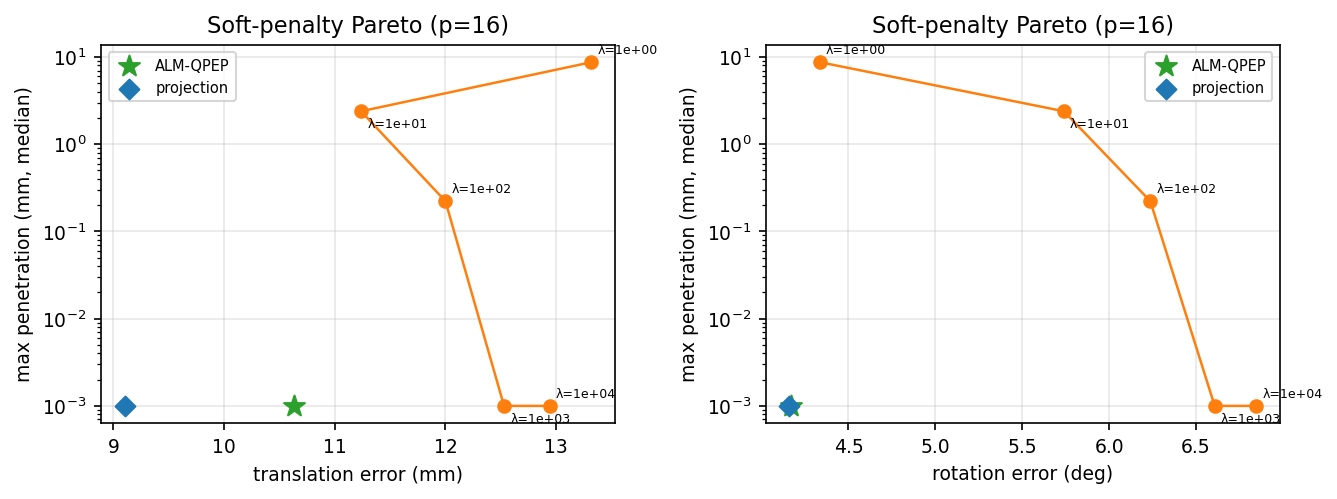 Soft-penalty Pareto (p=16)
max penetration (mm, median)
10¹
10⁰
10⁻¹
10⁻²
10⁻³
ALM-QPEP
projection
λ=1e+00
λ=1e+01
λ=1e+02
λ=1e+04
λ=1e+03
9
10
11
12
13
translation error (mm)
Soft-penalty Pareto (p=16)
max penetration (mm, median)
10¹
10⁰
10⁻¹
10⁻²
10⁻³
λ=1e+00
ALM-QPEP
projection
λ=1e+01
λ=1e+02
λ=1e+04
λ=1e+03
4.5
5.0
5.5
6.0
6.5
rotation error (deg)